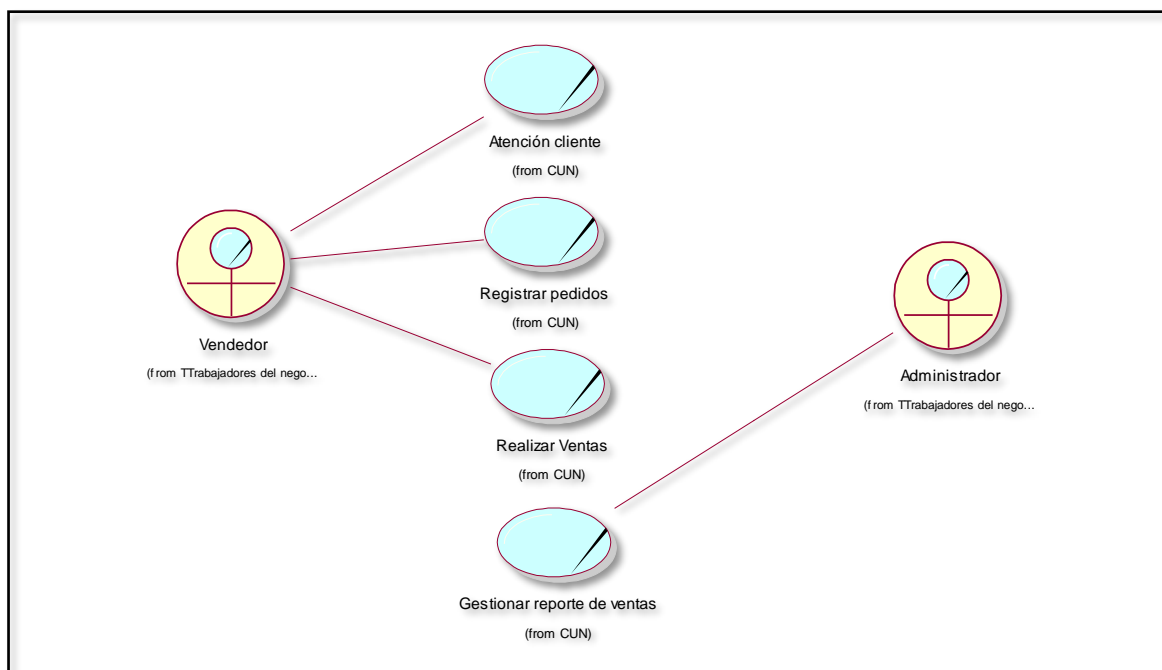 Atención cliente
(from CUN)
Registrar pedidos
(from CUN)
Vendedor
(from TTrabajadores del nego...
Administrador
(from TTrabajadores del nego...
Realizar Ventas
(from CUN)
Gestionar reporte de ventas
(from CUN)